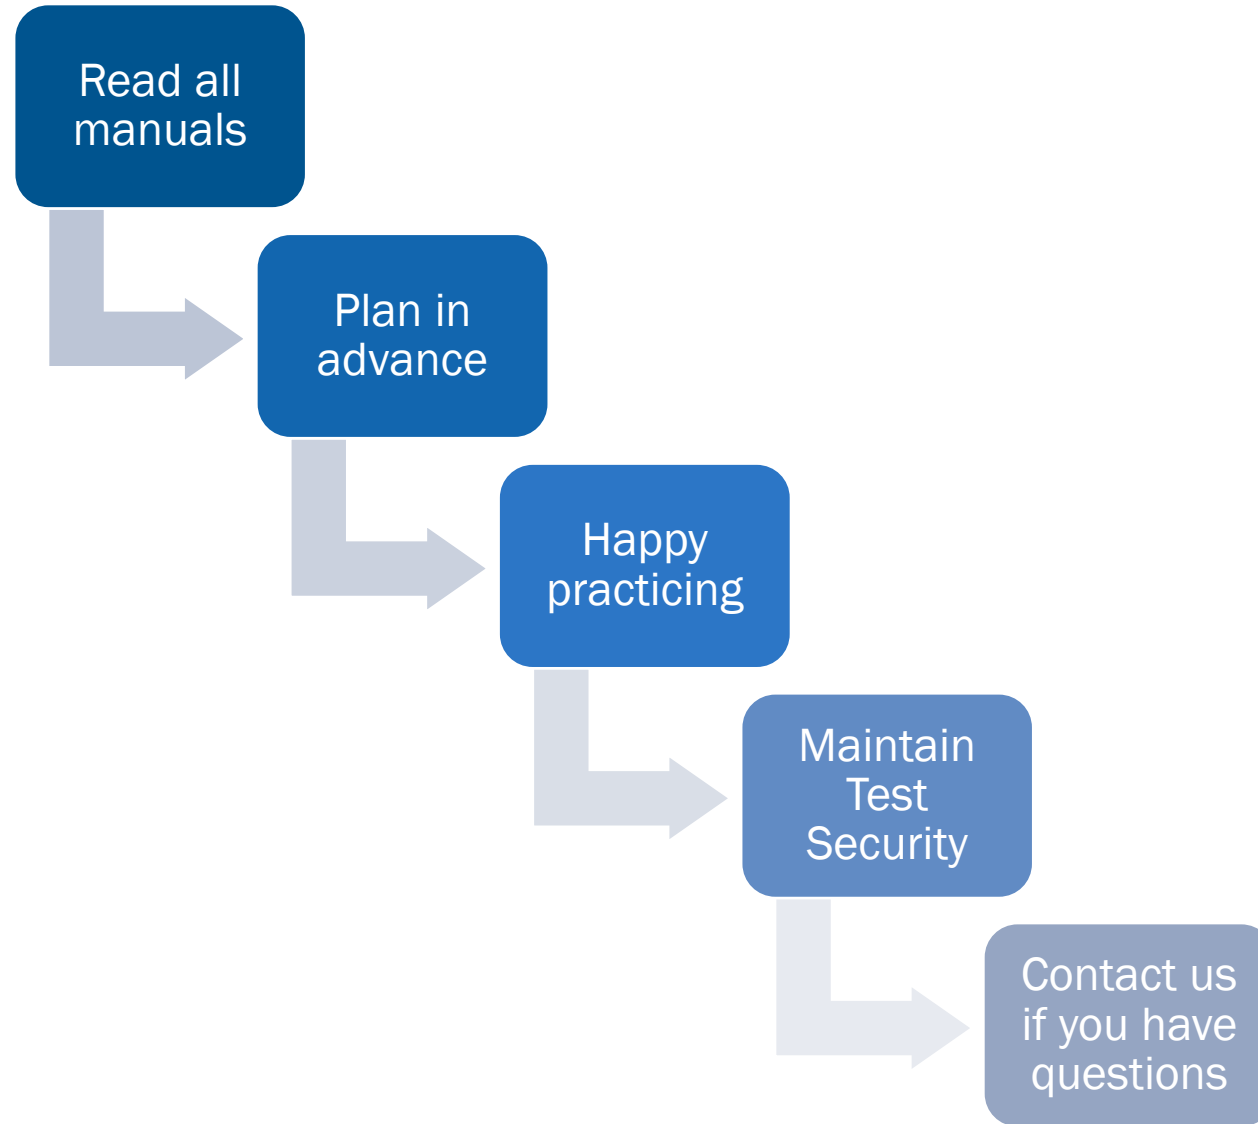 Read all
manuals
Plan in
advance
Happy
practicing
Maintain
Test
Security
Contact us
if you have
questions